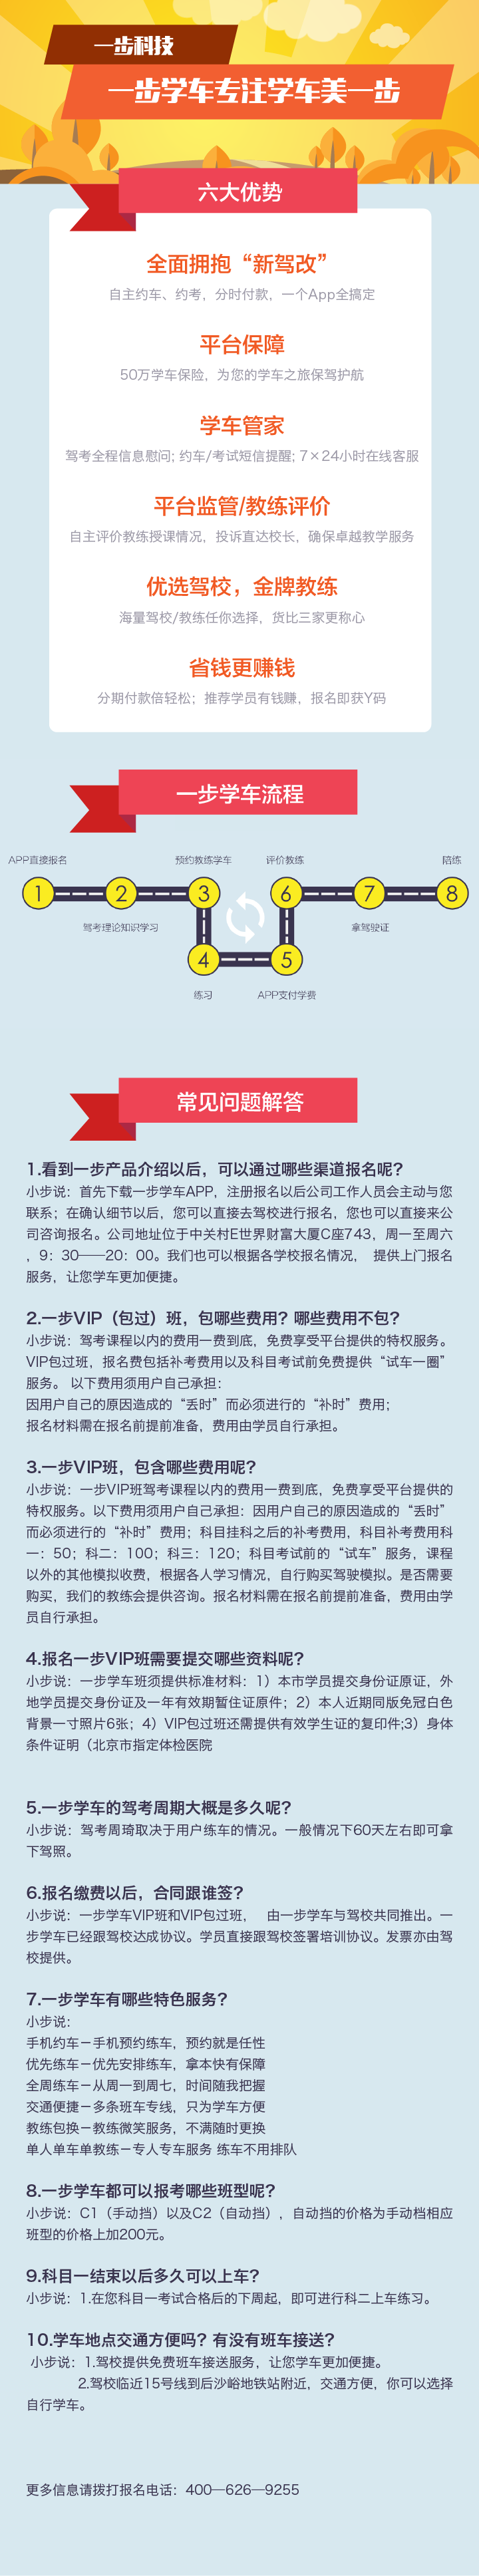 一步科技
一步学车专注学车美一步
六大优势
全面拥抱“新驾改”
自主约车、约考，分时付款，一个App全搞定
平台保障
50万学车保险，为您的学车之旅保驾护航
学车管家
驾考全程信息慰问; 约车/考试短信提醒; 7×24小时在线客服
平台监管/教练评价
自主评价教练授课情况，投诉直达校长，确保卓越教学服务
优选驾校，金牌教练
海量驾校/教练任你选择，货比三家更称心
省钱更赚钱
分期付款倍轻松；推荐学员有钱赚，报名即获Y码
一步学车流程
APP直接报名
预约教练学车
评价教练
陪练
1
2
3
6
7
8
驾考理论知识学习
拿驾驶证
4
5
练习
APP支付学费
常见问题解答
1.看到一步产品介绍以后，可以通过哪些渠道报名呢？
小步说：首先下载一步学车APP，注册报名以后公司工作人员会主动与您
联系；在确认细节以后，您可以直接去驾校进行报名，您也可以直接来公
司咨询报名。公司地址位于中关村E世界财富大厦C座743，周一至周六
，9：30——20：00。我们也可以根据各学校报名情况， 提供上门报名
服务，让您学车更加便捷。
2.一步VIP（包过）班，包哪些费用？哪些费用不包？
小步说：驾考课程以内的费用一费到底，免费享受平台提供的特权服务。
VIP包过班，报名费包括补考费用以及科目考试前免费提供“试车一圈”
服务。 以下费用须用户自己承担：
因用户自己的原因造成的“丢时”而必须进行的“补时”费用；
报名材料需在报名前提前准备，费用由学员自行承担。
3.一步VIP班，包含哪些费用呢？
小步说：一步VIP班驾考课程以内的费用一费到底，免费享受平台提供的
特权服务。以下费用须用户自己承担：因用户自己的原因造成的“丢时”
而必须进行的“补时”费用；科目挂科之后的补考费用，科目补考费用科
一：50；科二：100；科三：120；科目考试前的“试车”服务，课程
以外的其他模拟收费，根据各人学习情况，自行购买驾驶模拟。是否需要
购买，我们的教练会提供咨询。报名材料需在报名前提前准备，费用由学
员自行承担。
4.报名一步VIP班需要提交哪些资料呢？
小步说：一步学车班须提供标准材料：1）本市学员提交身份证原证，外
地学员提交身份证及一年有效期暂住证原件；2）本人近期同版免冠白色
背景一寸照片6张；4）VIP包过班还需提供有效学生证的复印件;3）身体
条件证明（北京市指定体检医院
5.一步学车的驾考周期大概是多久呢？
小步说：驾考周琦取决于用户练车的情况。一般情况下60天左右即可拿
下驾照。
6.报名缴费以后，合同跟谁签？
小步说：一步学车VIP班和VIP包过班， 由一步学车与驾校共同推出。一
步学车已经跟驾校达成协议。学员直接跟驾校签署培训协议。发票亦由驾
校提供。
7.一步学车有哪些特色服务？
小步说：
手机约车－手机预约练车，预约就是任性
优先练车－优先安排练车，拿本快有保障
全周练车－从周一到周七，时间随我把握
交通便捷－多条班车专线，只为学车方便
教练包换－教练微笑服务，不满随时更换
单人单车单教练－专人专车服务 练车不用排队
8.一步学车都可以报考哪些班型呢？
小步说：C1（手动挡）以及C2（自动挡），自动挡的价格为手动档相应
班型的价格上加200元。
9.科目一结束以后多久可以上车？
小步说：1.在您科目一考试合格后的下周起，即可进行科二上车练习。
10.学车地点交通方便吗？有没有班车接送？
小步说：1.驾校提供免费班车接送服务，让您学车更加便捷。
2.驾校临近15号线到后沙峪地铁站附近，交通方便，你可以选择
自行学车。
更多信息请拨打报名电话：400—626—9255